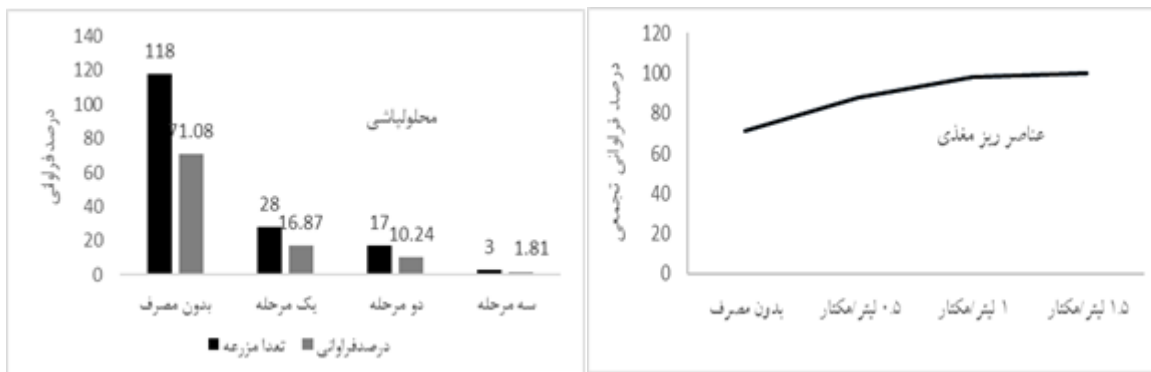 درصد فراوانی
140
120
100
80
60
40
20
0
118
71.08
28
16.87
17
10.24
3
1.81
محلولپاشی
بدون مصرف
یک مرحله
دو مرحله
سه مرحله
تعدا مزرعه
درصدفراوانی
درصد فراوانی تجمعی
120
100
80
60
40
20
0
عناصر ریز مغذی
بدون مصرف
۰.۵ لیتر/هکتار
۱ لیتر/هکتار
۱.۵ لیتر/هکتار